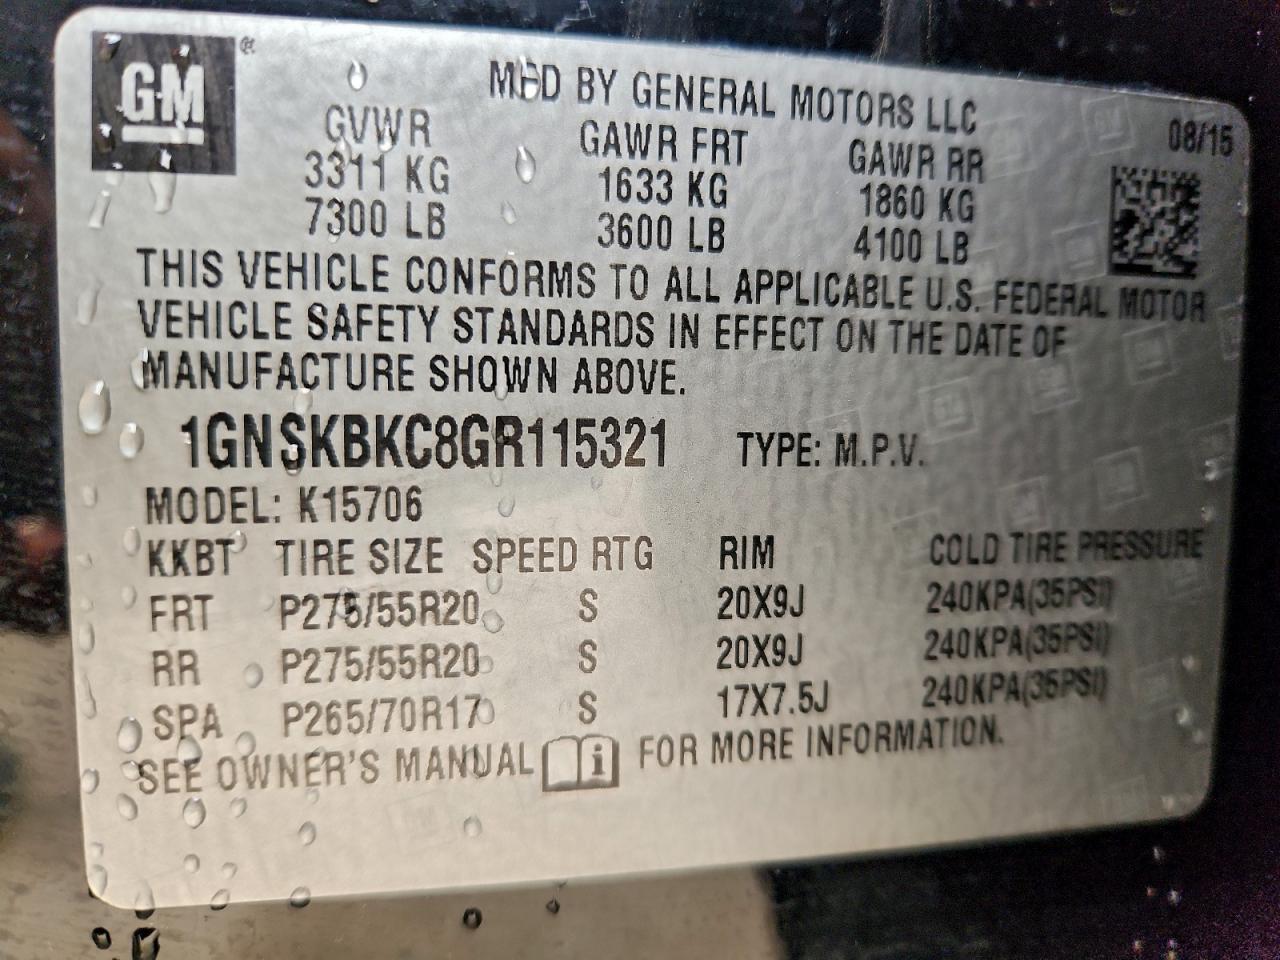 GM ®
MFD BY GENERAL MOTORS LLC
08/15
GVWR GAWR FRT GAWR RR
3311 KG 1633 KG 1860 KG
7300 LB 3600 LB 4100 LB
THIS VEHICLE CONFORMS TO ALL APPLICABLE U.S. FEDERAL MOTOR
VEHICLE SAFETY STANDARDS IN EFFECT ON THE DATE OF
MANUFACTURE SHOWN ABOVE.
1GNSKBKC8GR115321 TYPE: M.P.V.
MODEL: K15706
KKBT TIRE SIZE SPEED RTG RIM COLD TIRE PRESSURE
FRT P275/55R20 S 20X9J 240KPA(35PSI)
RR P275/55R20 S 20X9J 240KPA(35PSI)
SPA P265/70R17 S 17X7.5J 240KPA(35PSI)
SEE OWNER'S MANUAL i FOR MORE INFORMATION.